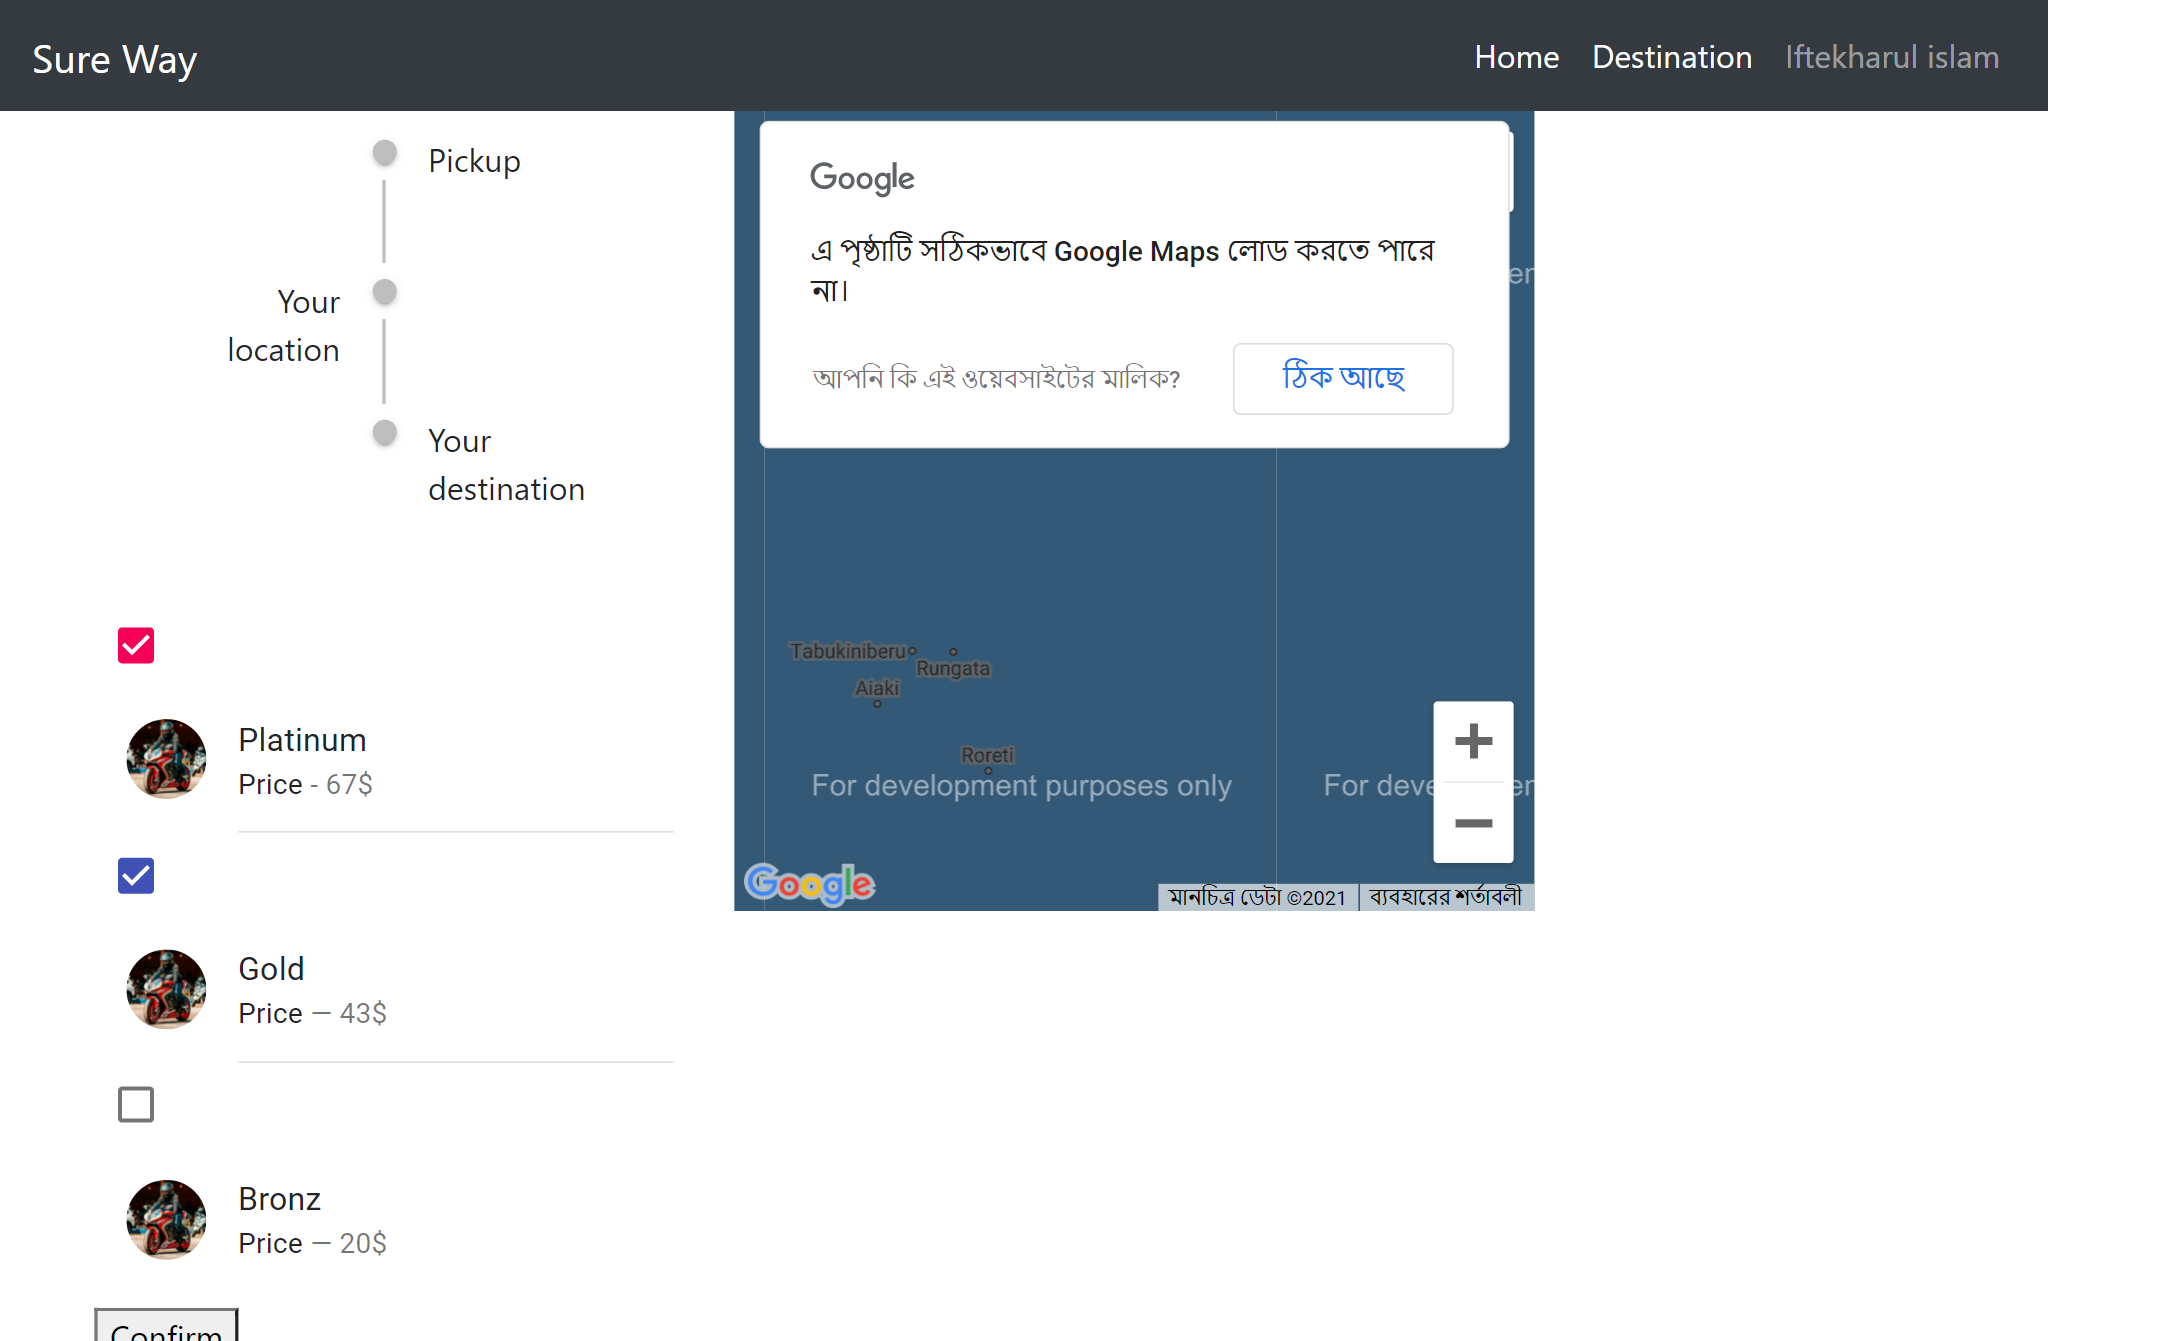 Sure Way
Home Destination Iftekharul islam
Pickup
Your
location
Your
destination
Platinum
Price - 67$
Gold
Price — 43$
Bronz
Price — 20$
Confirm
Google
এ পৃষ্ঠাটি সঠিকভাবে Google Maps লোড করতে পারে
না।
আপনি কি এই ওয়েবসাইটের মালিক?
ঠিক আছে
Tabukiniberu
Rungata
Aiaki
Roreti
For development purposes only
Google
মানচিত্র ডেটা ©2021
ব্যবহারের শর্তাবলী